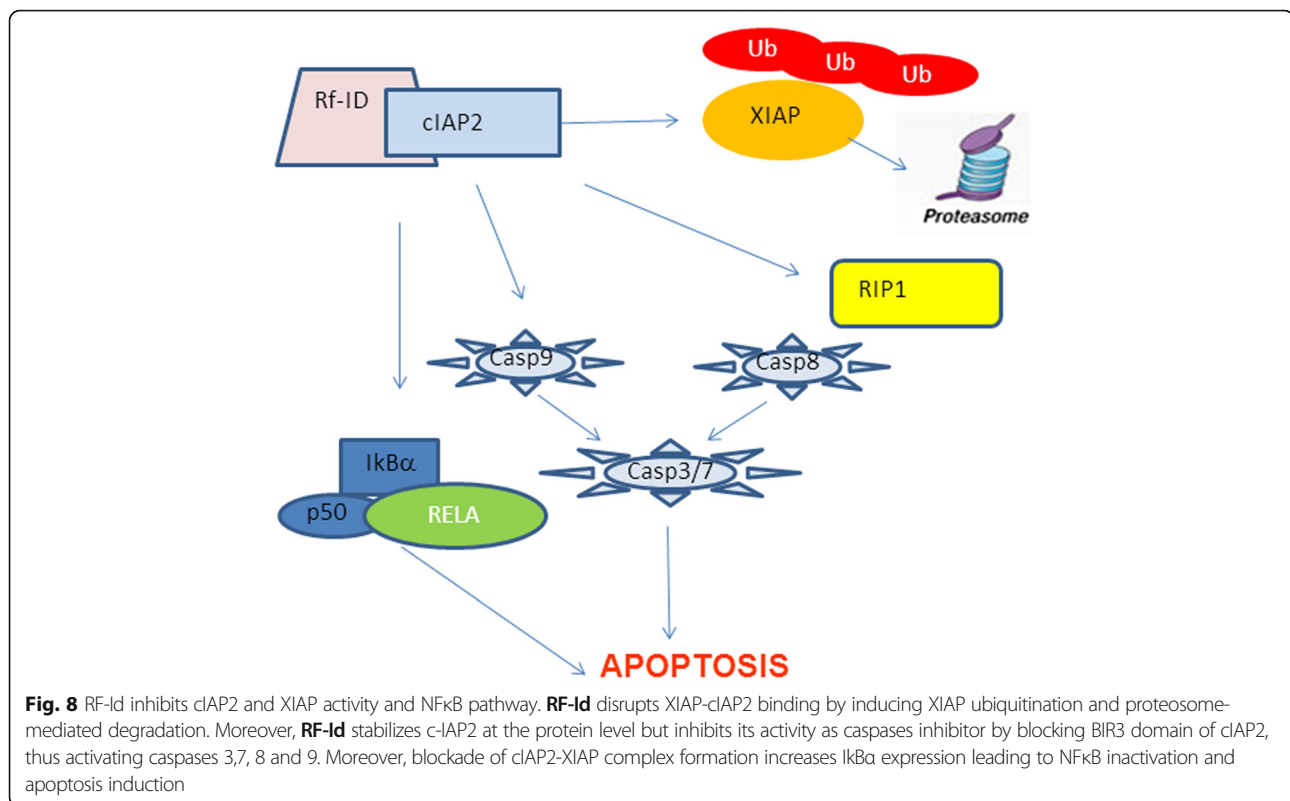 Ub
Ub
Ub
Rf-ID
cIAP2
XIAP
Proteasome
RIP1
Casp9
Casp8
IkBα
Casp3/7
p50
RELA
APOPTOSIS
Fig. 8 RF-Id inhibits cIAP2 and XIAP activity and NFκB pathway. RF-Id disrupts XIAP-cIAP2 binding by inducing XIAP ubiquitination and proteosome-
mediated degradation. Moreover, RF-Id stabilizes c-IAP2 at the protein level but inhibits its activity as caspases inhibitor by blocking BIR3 domain of cIAP2,
thus activating caspases 3,7, 8 and 9. Moreover, blockade of cIAP2-XIAP complex formation increases IkBα expression leading to NFκB inactivation and
apoptosis induction